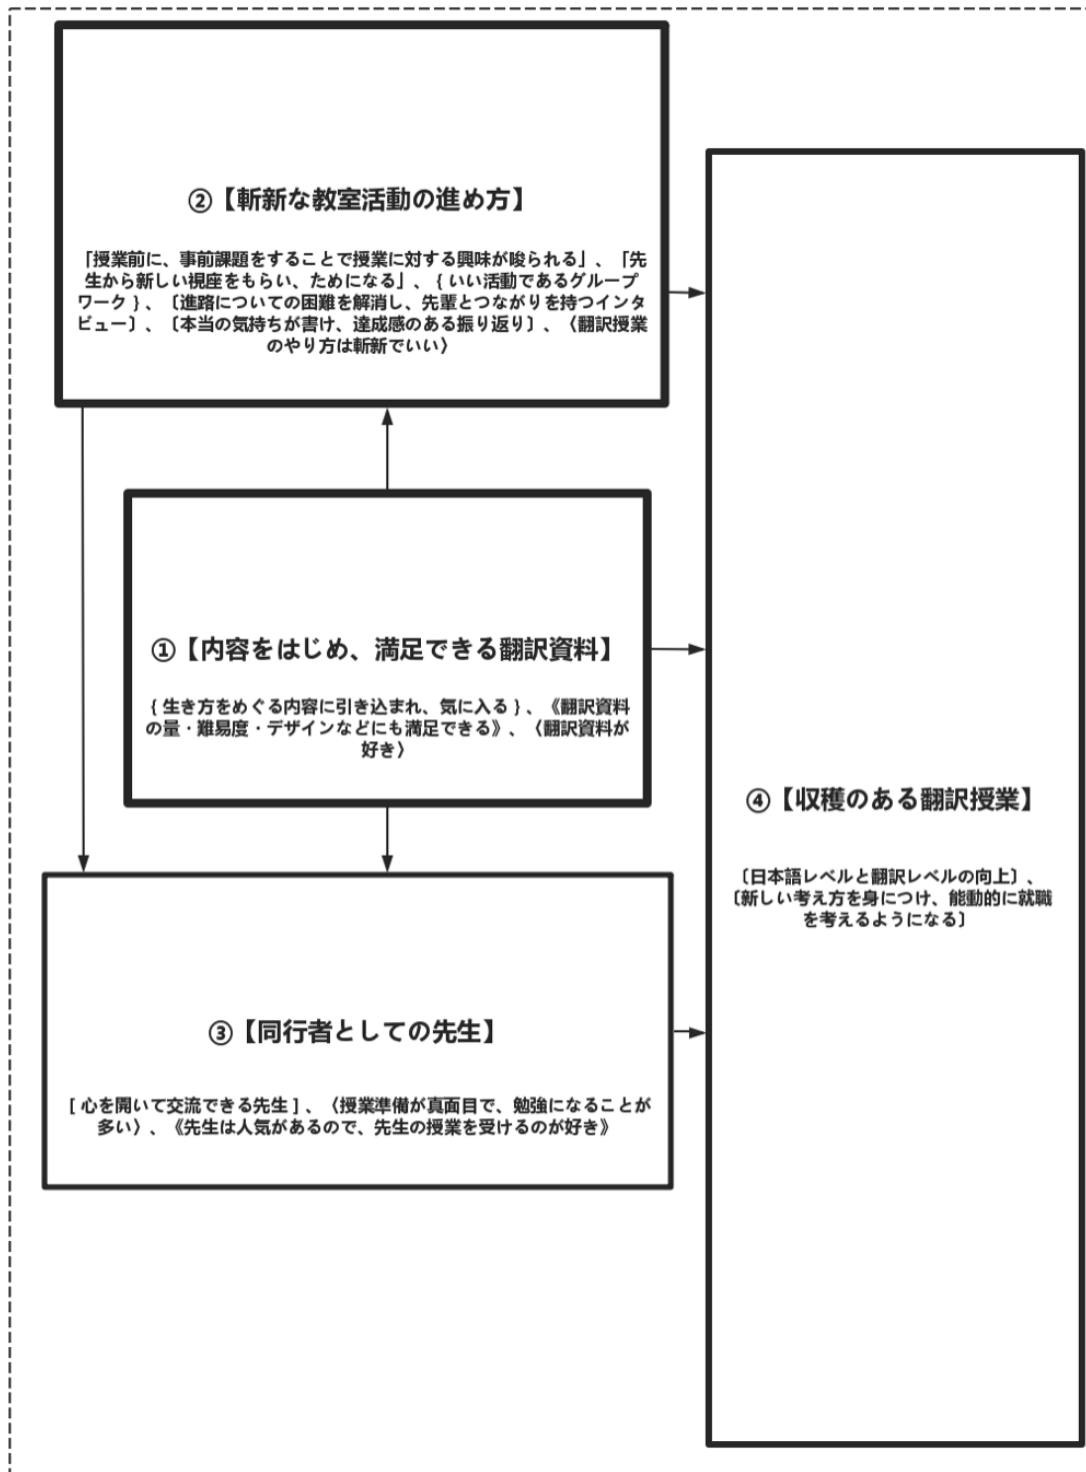 ②【斬新な教室活動の進め方】
「授業前に、事前課題をすることで授業に対する興味が唆られる」、「先
生から新しい視座をもらい、ためになる」、{ いい活動であるグループ
ワーク }、〔進路についての困難を解消し、先輩とつながりを持つインタ
ビュー〕、〔本当の気持ちが書け、達成感のある振り返り〕、〈翻訳授業
のやり方は斬新でいい〉
①【内容をはじめ、満足できる翻訳資料】
{ 生き方をめぐる内容に引き込まれ、気に入る }、《翻訳資料
の量・難易度・デザインなどにも満足できる》、〈翻訳資料が
好き〉
③【同行者としての先生】
[ 心を開いて交流できる先生 ]、〈授業準備が真面目で、勉強になることが
多い〉、《先生は人気があるので、先生の授業を受けるのが好き》
④【収穫のある翻訳授業】
〔日本語レベルと翻訳レベルの向上〕、
〔新しい考え方を身につけ、能動的に就職
を考えるようになる〕